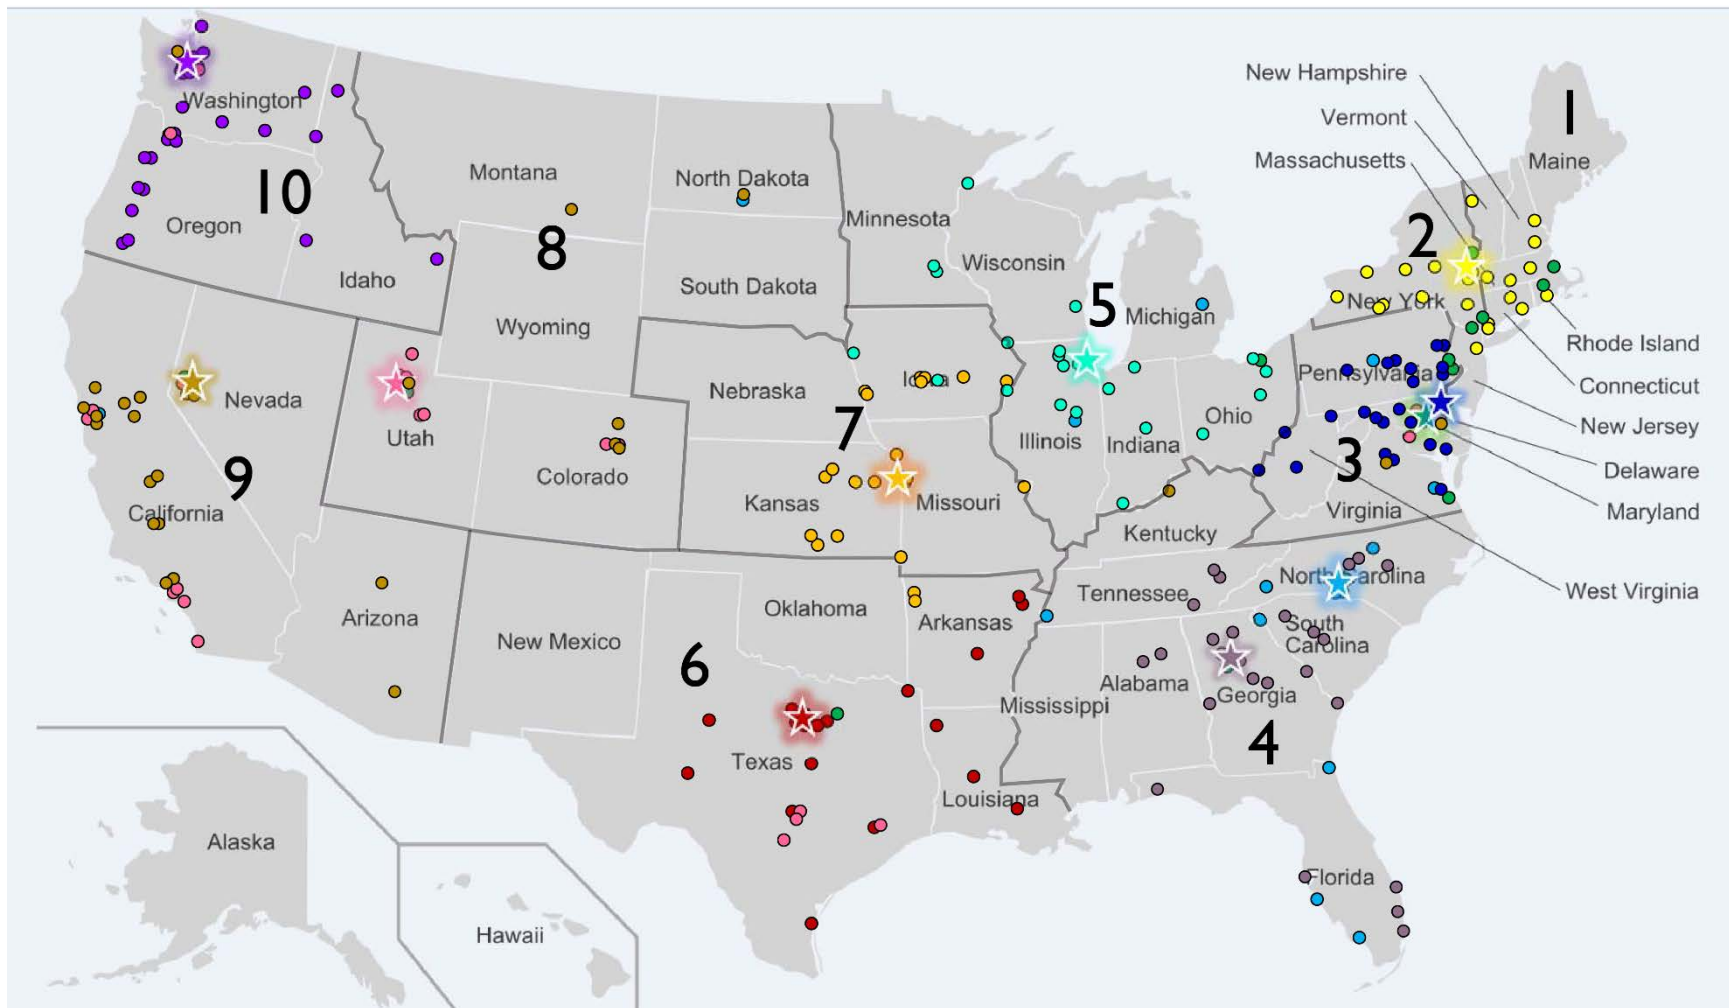 New Hampshire
Vermont
Massachusetts
1
Maine
Washington
Montana
North Dakota
10
Oregon
8
Minnesota
2
Wisconsin
Idaho
South Dakota
5
New York
Michigan
Wyoming
Rhode Island
Pennsylvania
Connecticut
Nevada
Nebraska
Iowa
Ohio
New Jersey
Utah
7
Illinois
Indiana
3
Delaware
9
Colorado
Kansas
Missouri
California
Virginia
Maryland
Kentucky
North Carolina
West Virginia
Tennessee
Oklahoma
Arizona
Arkansas
South
Carolina
New Mexico
6
Alabama
Mississippi
Georgia
4
Texas
Louisiana
Alaska
Florida
Hawaii